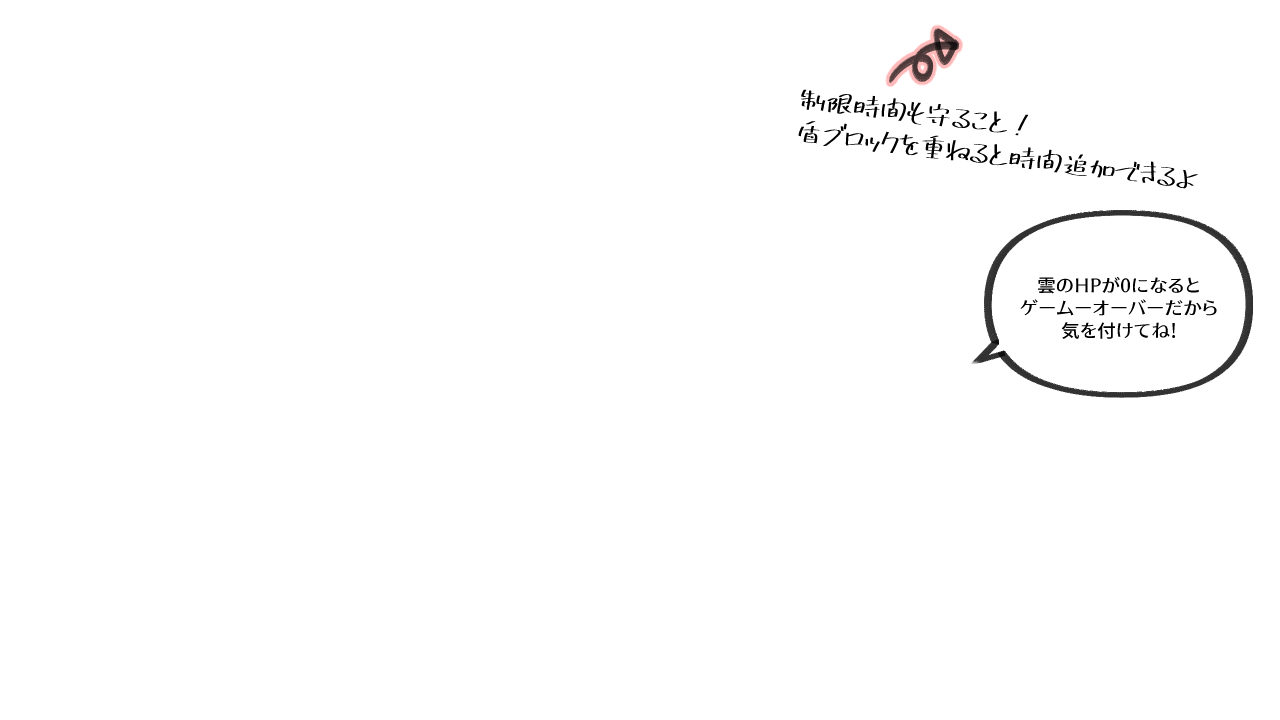 制限時間も守ること！
盾ブロックを重ねると時間追加できるよ
雲のHPが0になると
ゲームーオーバーだから
気を付けてね!